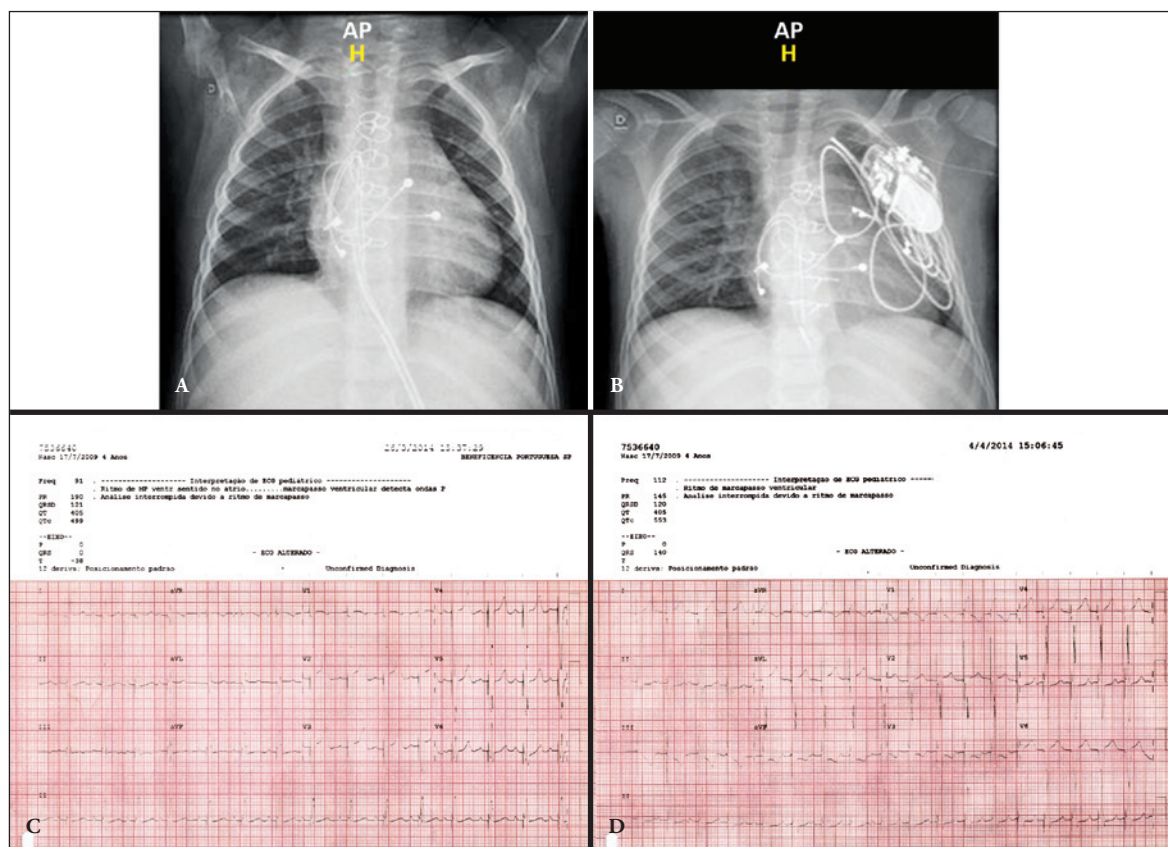 AP
H
D
A
AP
H
D
B
7536640
Nasc 17/7/2009 4 Anos
BENEFICENCIA PORTUGUESA SP
Freq 91 . ------------------- Interpretação de ECG pediátrico -------------------
. Ritmo de MP ventr sentido no atrio........marcapasso ventricular detecta ondas P
PR 190 . Análise interrompida devido a ritmo de marcapasso
QRSD 121
QT 405
QTc 499
--EIXO--
P 0
QRS 0
T -38
- ECG ALTERADO -
12 deriv: Posicionamento padrao
Unconfirmed Diagnosis
I aVR V1 V4
II aVL V2 V5
III aVF V3 V6
II
C
7536640
4/4/2014 15:06:45
Nasc 17/7/2009 4 Anos
Freq 112 . ------------------- Interpretação de ECG pediátrico -----
. Ritmo de marcapasso ventricular
PR 145 . Análise interrompida devido a ritmo de marcapasso
QRSD 120
QT 405
QTc 553
--EIXO--
P 0
QRS 140
T
- ECG ALTERADO -
12 deriv: Posicionamento padrao
Unconfirmed Diagnosis
I aVR V1 V4
II aVL V2 V5
III aVF V3 V6
II
D